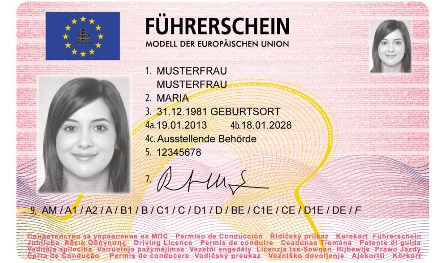 FÜHRERSCHEIN
MODELL DER EUROPÄISCHEN UNION
1. MUSTERFRAU
MUSTERFRAU
2. MARIA
3. 31.12.1981 GEBURTSORT
4a. 19.01.2013 4b. 18.01.2028
4c. Ausstellende Behörde
5. 12345678
7.
9. AM / A1 / A2 / A / B1 / B / C1 / C / D1 / D / BE / C1E / CE / D1E / DE / F
Свидетелство за управление на МПС Permiso de Conducción Řidičský průkaz Kørekort Führerschein
Juhiluba Άδεια Οδήγησης Driving Licence Permis de conduire Ceadúnas Tiomána Patente di guida
Vadītāja apliecība Vairuotojo pažymėjimas Vezetői engedély Liċenzja tas-Sewqan Rijbewijs Prawo Jazdy
Carta de Condução Permis de conducere Vodičský preukaz Vozniško dovoljenje Ajokortti Körkort